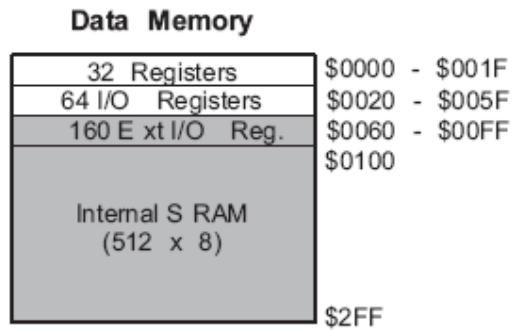 Data Memory
32 Registers $0000 - $001F
64 I/O Registers $0020 - $005F
160 E xt I/O Reg. $0060 - $00FF
$0100
Internal S RAM
(512 x 8)
$2FF